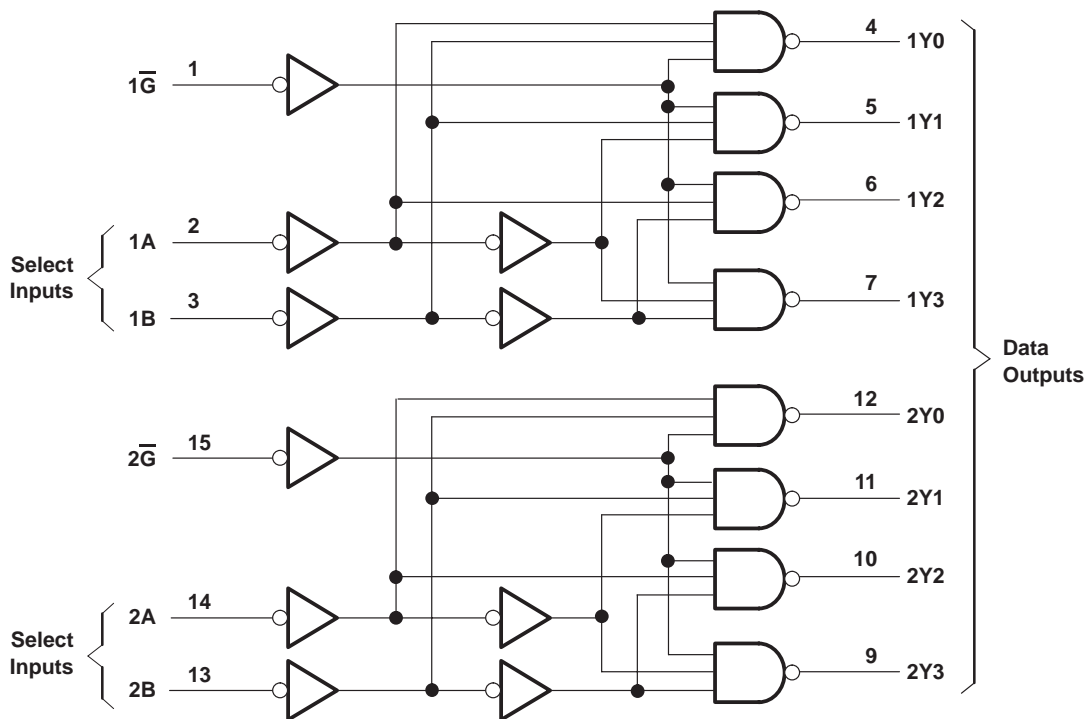 4
1Y0
1
1G̅
5
1Y1
6
1Y2
2
1A
Select
Inputs
7
1Y3
3
1B
Data
Outputs
12
2Y0
15
2G̅
11
2Y1
10
2Y2
14
2A
Select
Inputs
9
2Y3
13
2B